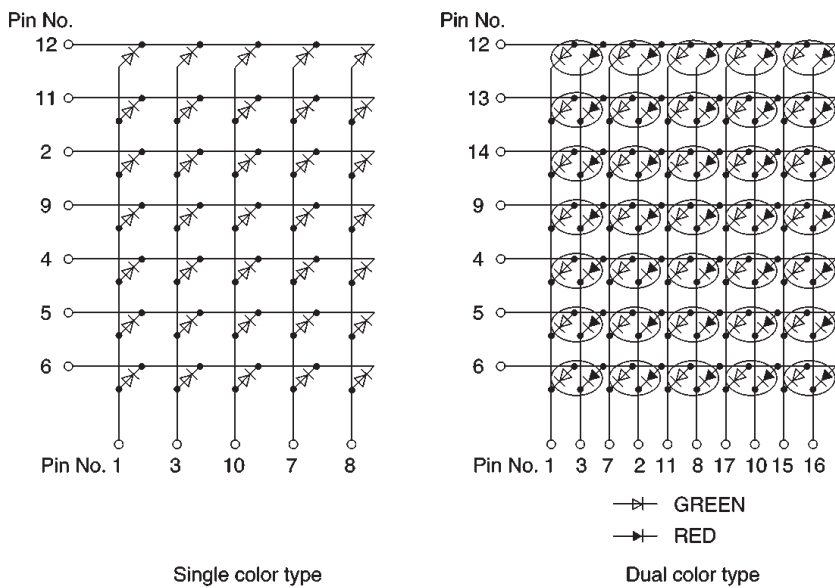 Pin No.
12
11
2
9
4
5
6
Pin No. 1 3 10 7 8
Single color type
Pin No.
12
13
14
9
4
5
6
Pin No. 1 3 7 2 11 8 17 10 15 16
GREEN
RED
Dual color type